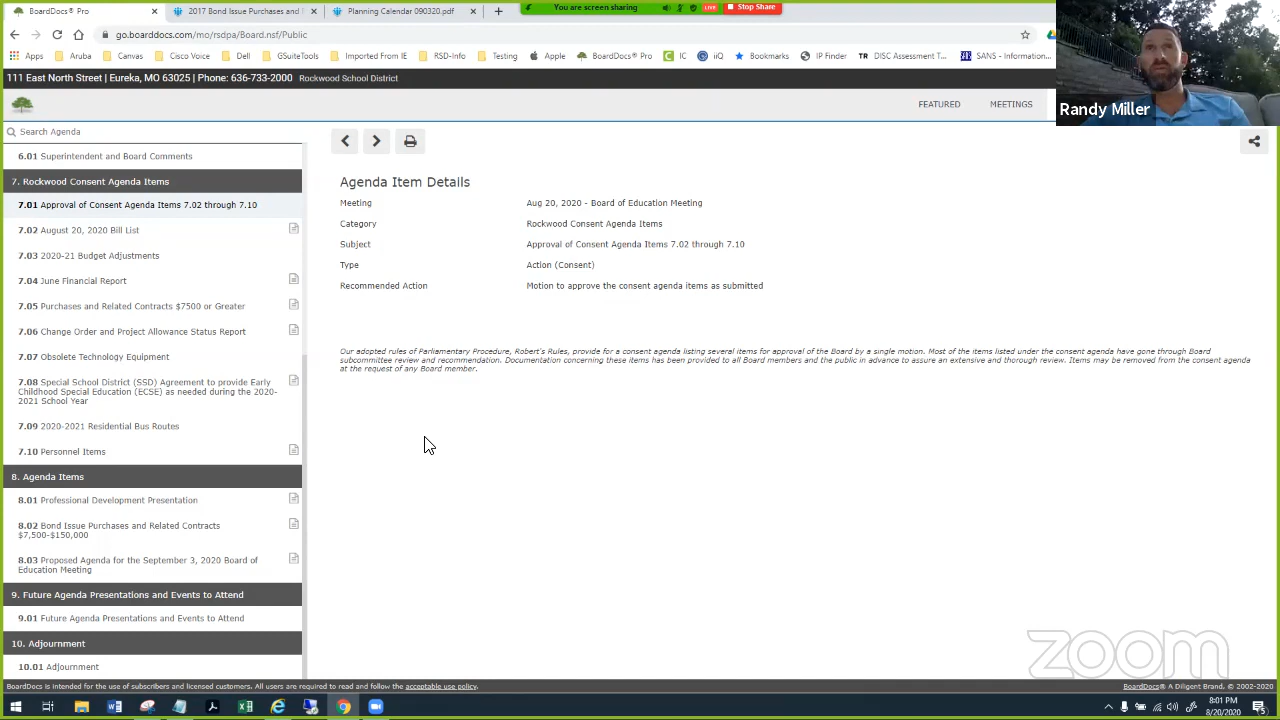 BoardDocs® Pro
2017 Bond Issue Purchases and
Planning Calendar 090320.pdf
You are screen sharing
LIVE
Stop Share
go.boarddocs.com/mo/rsdpa/Board.nsf/Public
Apps
Aruba
Canvas
Cisco Voice
Dell
GSuiteTools
Imported From IE
RSD-Info
Testing
Apple
BoardDocs® Pro
IC
iiQ
Bookmarks
IP Finder
DISC Assessment T...
SANS - Information...
Randy Miller
111 East North Street | Eureka, MO 63025 | Phone: 636-733-2000 Rockwood School District
FEATURED
MEETINGS
Search Agenda
6.01 Superintendent and Board Comments
7. Rockwood Consent Agenda Items
7.01 Approval of Consent Agenda Items 7.02 through 7.10
7.02 August 20, 2020 Bill List
7.03 2020-21 Budget Adjustments
7.04 June Financial Report
7.05 Purchases and Related Contracts $7500 or Greater
7.06 Change Order and Project Allowance Status Report
7.07 Obsolete Technology Equipment
7.08 Special School District (SSD) Agreement to provide Early
Childhood Special Education (ECSE) as needed during the 2020-
2021 School Year
7.09 2020-2021 Residential Bus Routes
7.10 Personnel Items
8. Agenda Items
8.01 Professional Development Presentation
8.02 Bond Issue Purchases and Related Contracts
$7,500-$150,000
8.03 Proposed Agenda for the September 3, 2020 Board of
Education Meeting
9. Future Agenda Presentations and Events to Attend
9.01 Future Agenda Presentations and Events to Attend
10. Adjournment
10.01 Adjournment
Agenda Item Details
Meeting Aug 20, 2020 - Board of Education Meeting
Category Rockwood Consent Agenda Items
Subject Approval of Consent Agenda Items 7.02 through 7.10
Type Action (Consent)
Recommended Action Motion to approve the consent agenda items as submitted
Our adopted rules of Parliamentary Procedure, Robert's Rules, provide for a consent agenda listing several items for approval of the Board by a single motion. Most of the items listed under the consent agenda have gone through Board
subcommittee review and recommendation. Documentation concerning these items has been provided to all Board members and the public in advance to assure an extensive and thorough review. Items may be removed from the consent agenda
at the request of any Board member.
zoom
BoardDocs is intended for the use of subscribers and licensed customers. All users are required to read and follow the acceptable use policy.
BoardDocs® A Diligent Brand, © 2002-2020
8:01 PM
8/20/2020
5